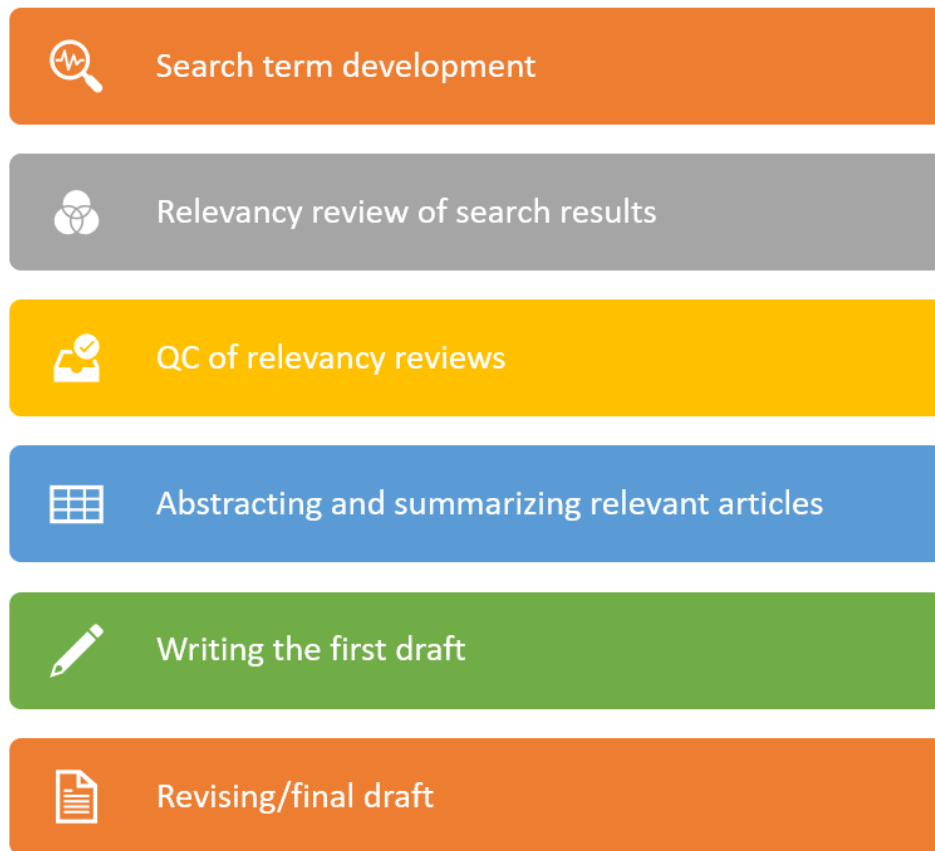 Search term development
Relevancy review of search results
QC of relevancy reviews
Abstracting and summarizing relevant articles
Writing the first draft
Revising/final draft